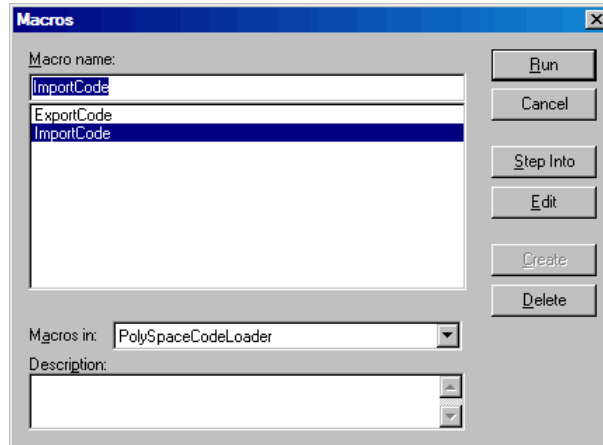 Macros
Macro name:
ImportCode
ExportCode
ImportCode
Run
Cancel
Step Into
Edit
Create
Delete
Macros in: PolySpaceCodeLoader
Description: